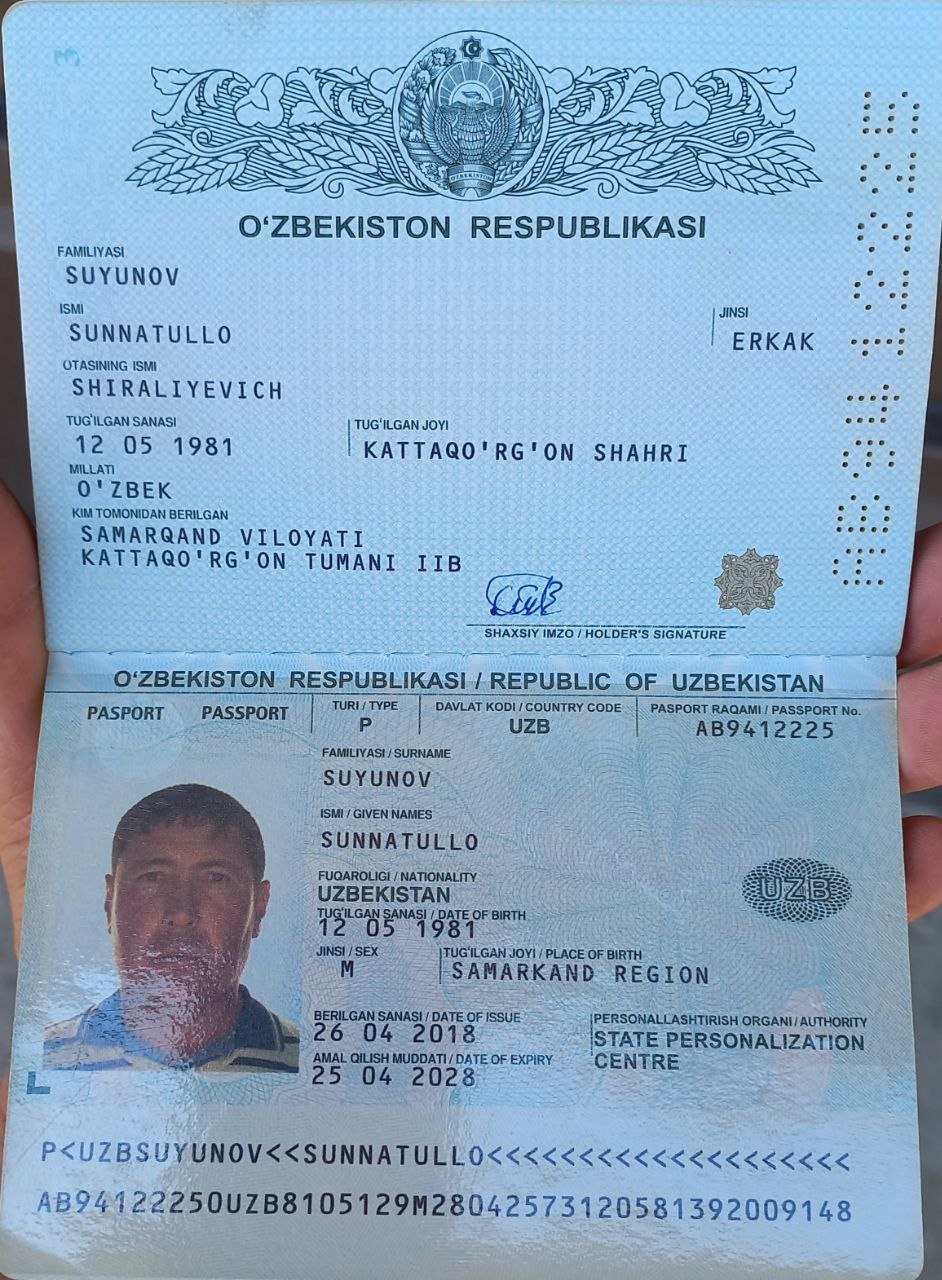 O'ZBEKISTON
O‘ZBEKISTON RESPUBLIKASI
FAMILIYASI
SUYUNOV
ISMI
SUNNATULLO
JINSI
ERKAK
OTASINING ISMI
SHIRALIYEVICH
TUG‘ILGAN SANASI
12 05 1981
TUG‘ILGAN JOYI
KATTAQO'RG'ON SHAHRI
MILLATI
O'ZBEK
KIM TOMONIDAN BERILGAN
SAMARQAND VILOYATI
KATTAQO'RG'ON TUMANI IIB
SHAXSIY IMZO / HOLDER'S SIGNATURE
AB9412225
O‘ZBEKISTON RESPUBLIKASI / REPUBLIC OF UZBEKISTAN
PASPORT PASSPORT
TURI / TYPE
P
DAVLAT KODI / COUNTRY CODE
UZB
PASPORT RAQAMI / PASSPORT No.
AB9412225
FAMILIYASI / SURNAME
SUYUNOV
ISMI / GIVEN NAMES
SUNNATULLO
FUQAROLIGI / NATIONALITY
UZBEKISTAN
UZB
TUG‘ILGAN SANASI / DATE OF BIRTH
12 05 1981
JINSI / SEX
M
TUG‘ILGAN JOYI / PLACE OF BIRTH
SAMARKAND REGION
BERILGAN SANASI / DATE OF ISSUE
26 04 2018
PERSONALLASHTIRISH ORGANI / AUTHORITY
STATE PERSONALIZATION
CENTRE
AMAL QILISH MUDDATI / DATE OF EXPIRY
25 04 2028
P<UZBSUYUNOV<<SUNNATULLO<<<<<<<<<<<<<<<<<<<<
AB94122250UZB8105129M28042573120581392009148